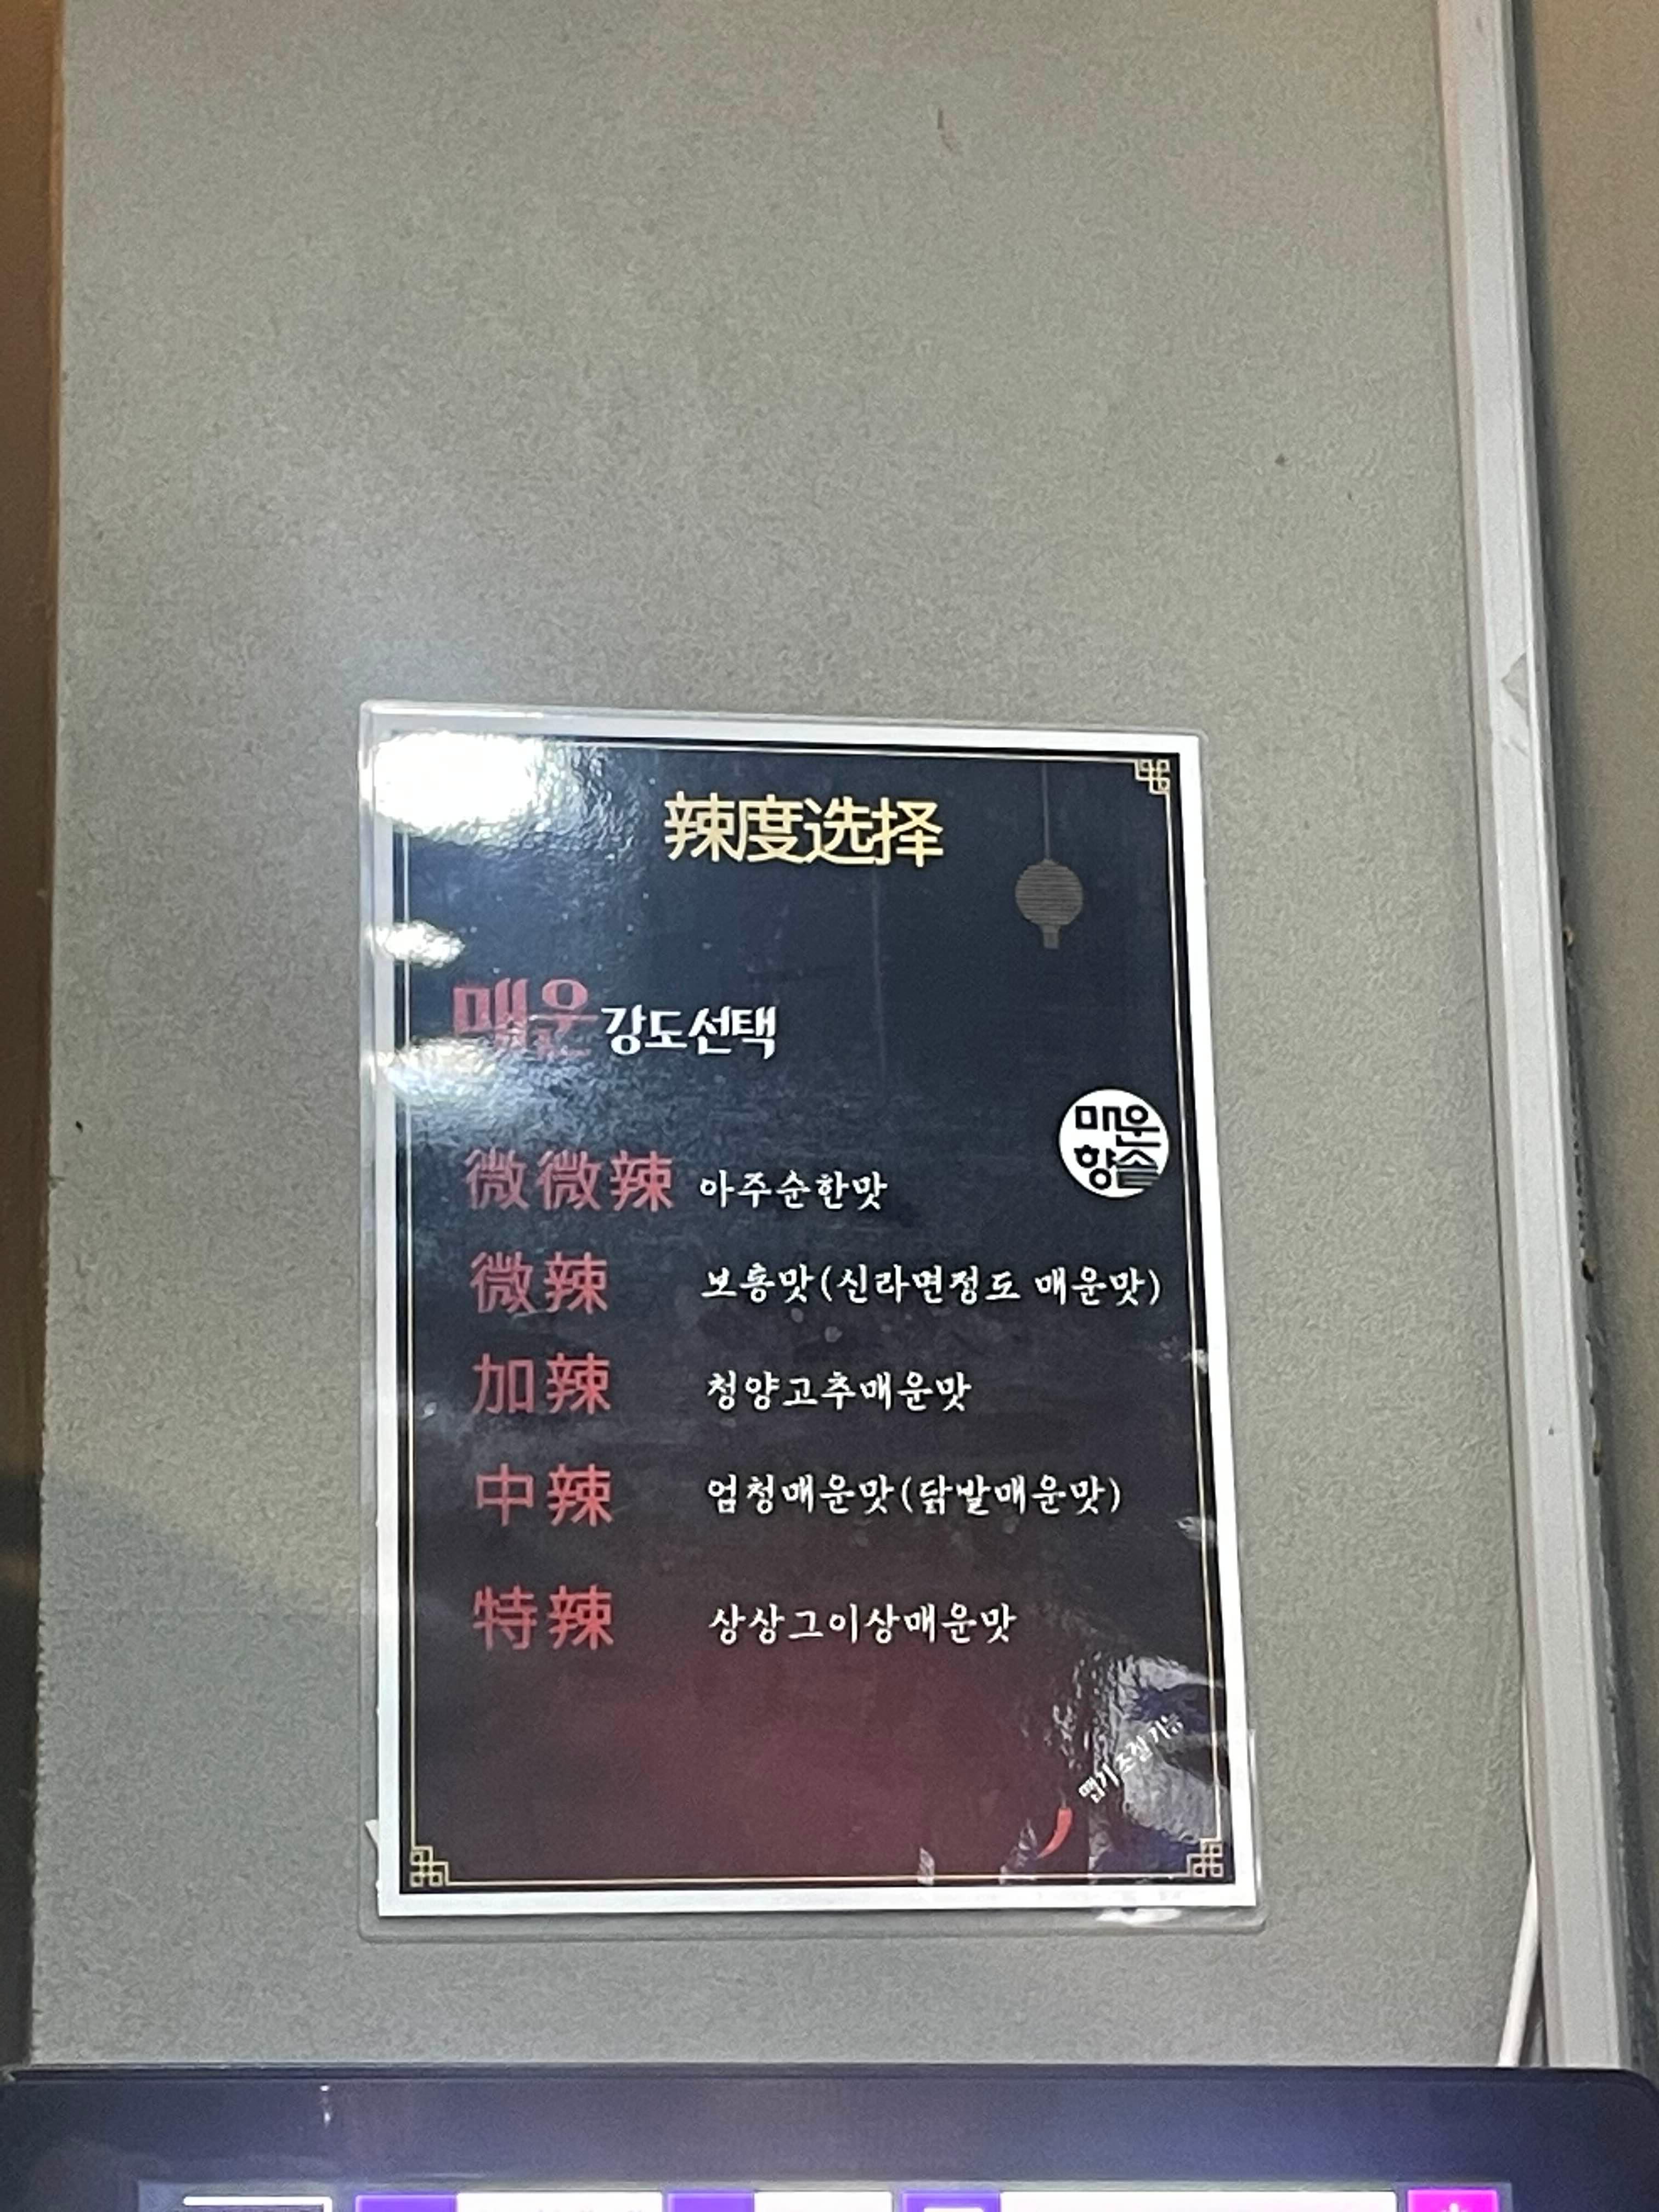 辣度选择
매운 강도선택
매운
향솥
微微辣 아주순한맛
微辣 보통맛(신라면정도 매운맛)
加辣 청양고추매운맛
中辣 엄청매운맛(닭발매운맛)
特辣 상상그이상매운맛
맵기조절가능